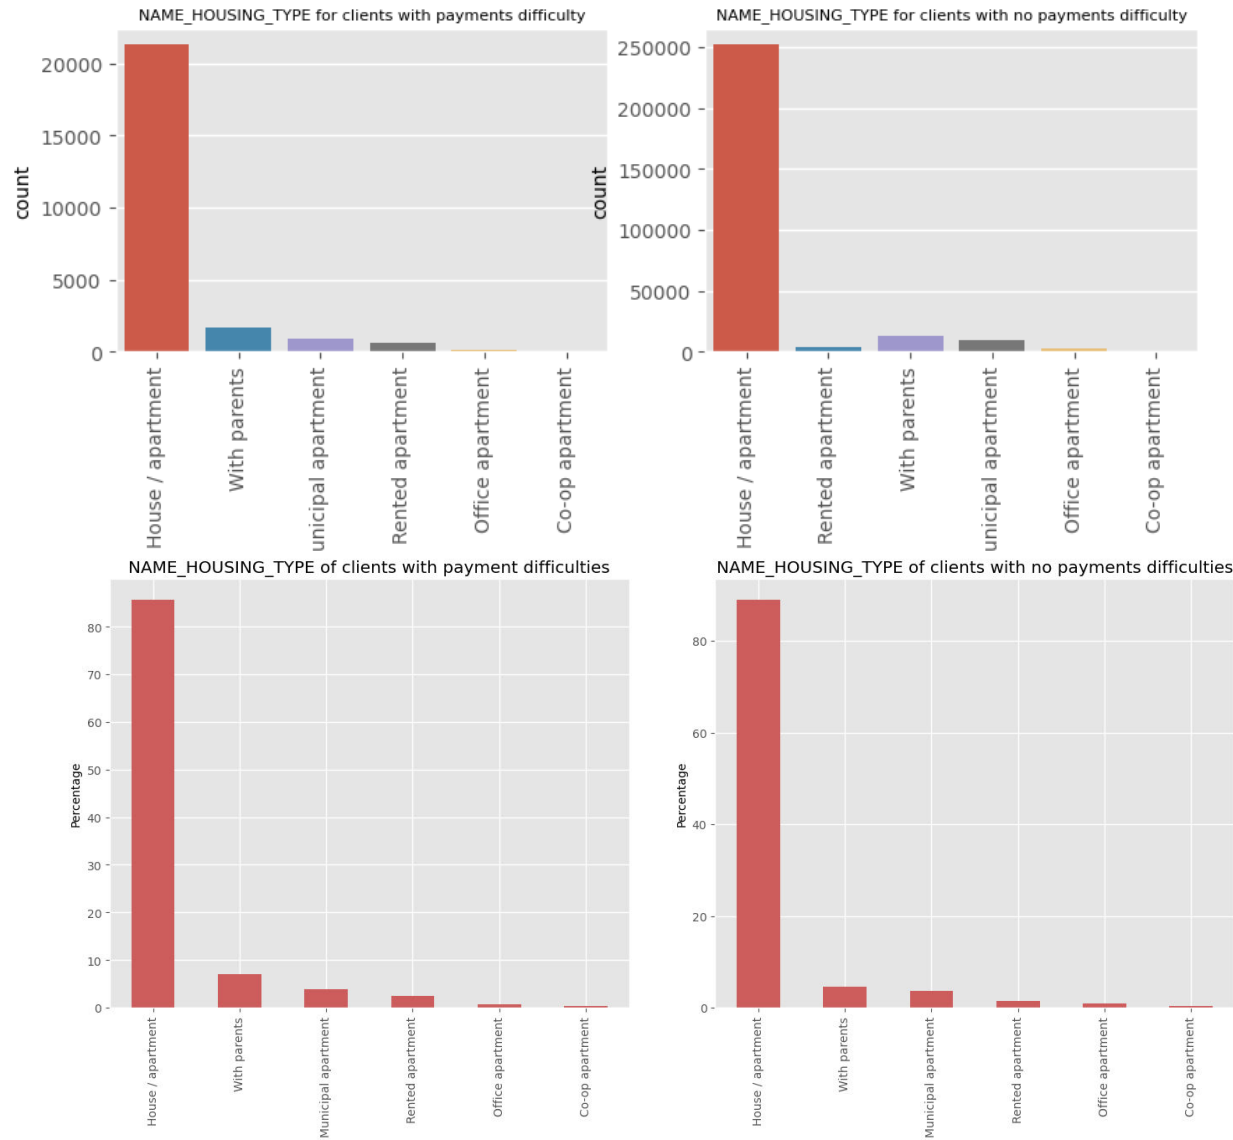 NAME_HOUSING_TYPE for clients with payments difficulty
20000
15000
10000
5000
0
count
House / apartment
With parents
unicipal apartment
Rented apartment
Office apartment
Co-op apartment
NAME_HOUSING_TYPE for clients with no payments difficulty
250000
200000
150000
100000
50000
0
count
House / apartment
Rented apartment
With parents
unicipal apartment
Office apartment
Co-op apartment
NAME_HOUSING_TYPE of clients with payment difficulties
80
70
60
50
40
30
20
10
0
Percentage
House / apartment
With parents
Municipal apartment
Rented apartment
Office apartment
Co-op apartment
NAME_HOUSING_TYPE of clients with no payments difficulties
80
60
40
20
0
Percentage
House / apartment
With parents
Municipal apartment
Rented apartment
Office apartment
Co-op apartment